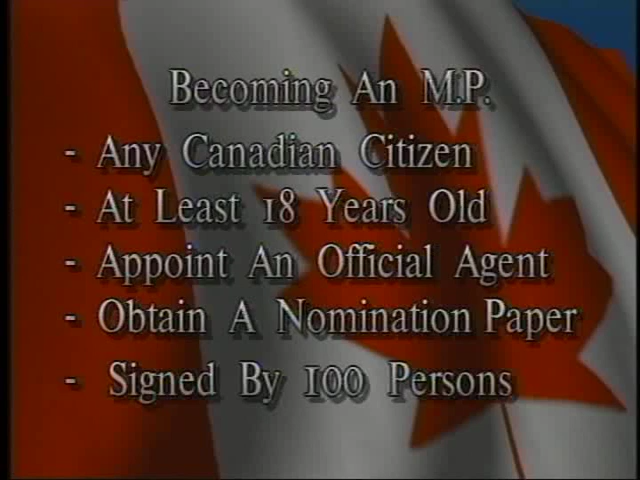 Becoming An M.P.
- Any Canadian Citizen
- At Least 18 Years Old
- Appoint An Official Agent
- Obtain A Nomination Paper
- Signed By 100 Persons